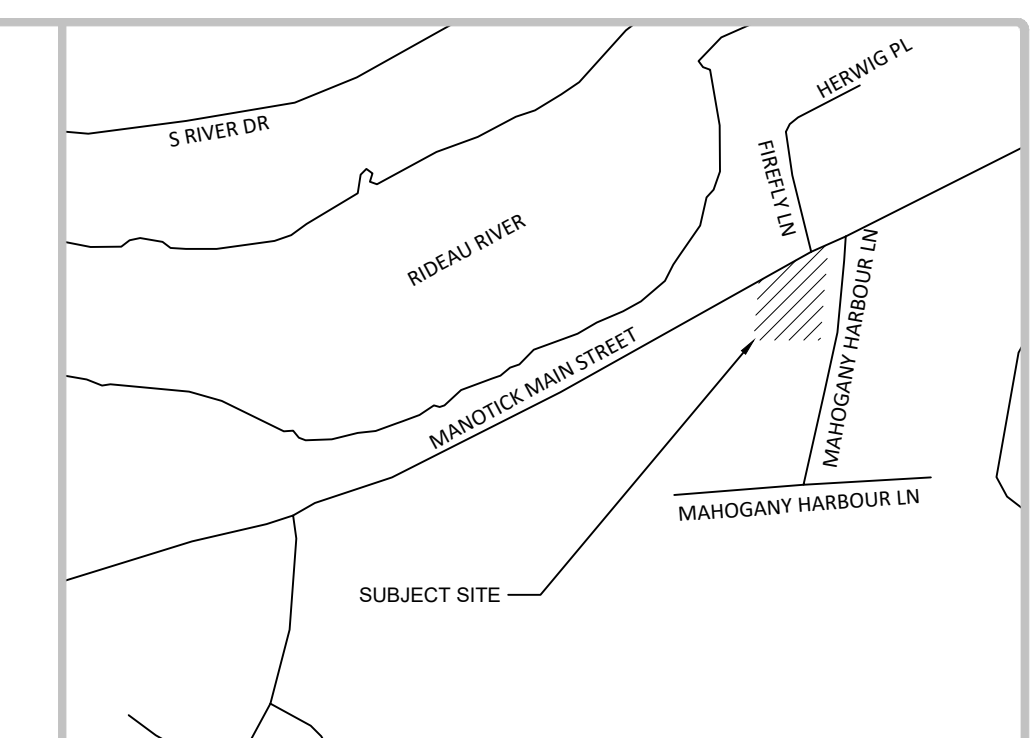 HERWIG PL
S RIVER DR
FIREFLY LN
RIDEAU RIVER
MAHOGANY HARBOUR LN
MANOTICK MAIN STREET
MAHOGANY HARBOUR LN
SUBJECT SITE